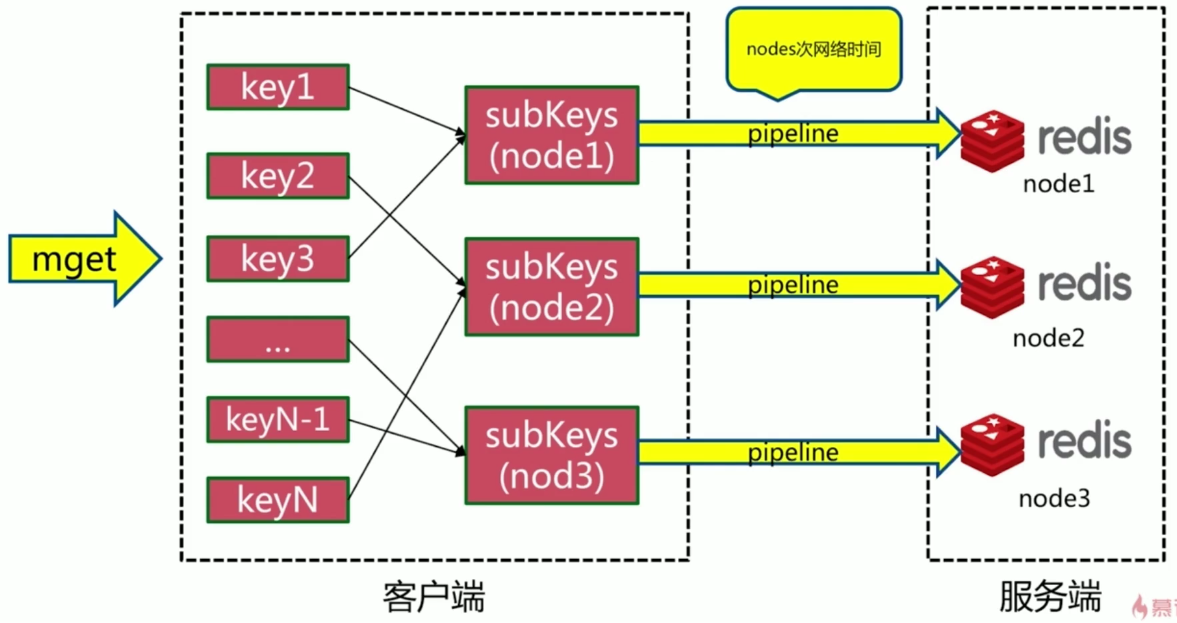 nodes次网络时间
mget
key1
key2
key3
...
keyN-1
keyN
subKeys
(node1)
subKeys
(node2)
subKeys
(nod3)
pipeline
pipeline
pipeline
redis
node1
redis
node2
redis
node3
客户端
服务端
慕